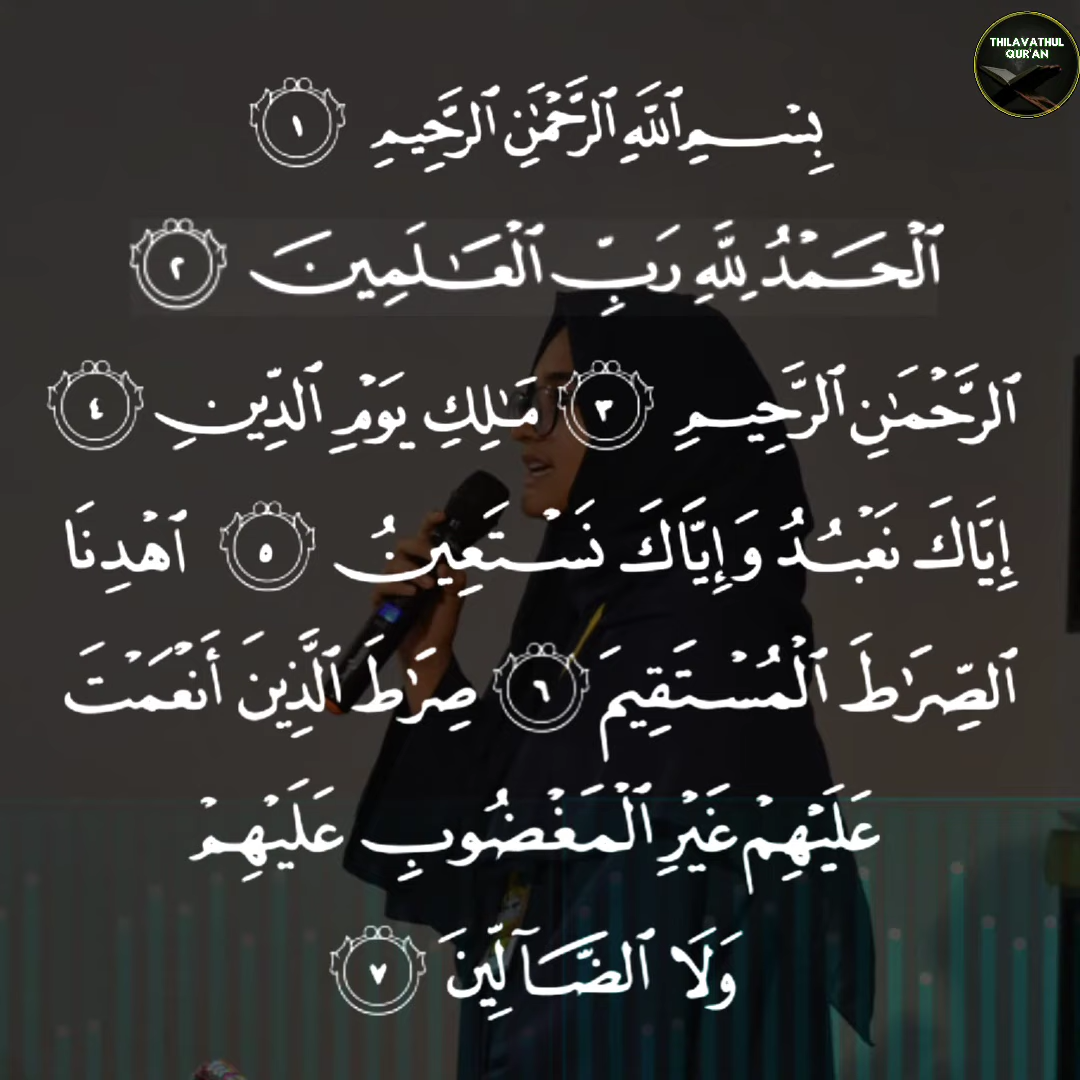 THILAVATHUL
QUR'AN
بِسْمِ ٱللَّهِ ٱلرَّحْمَٰنِ ٱلرَّحِيمِ ١
ٱلْحَمْدُ لِلَّهِ رَبِّ ٱلْعَٰلَمِينَ ٢
ٱلرَّحْمَٰنِ ٱلرَّحِيمِ ٣ مَٰلِكِ يَوْمِ ٱلدِّينِ ٤
إِيَّاكَ نَعْبُدُ وَإِيَّاكَ نَسْتَعِينُ ٥ ٱهْدِنَا
ٱلصِّرَٰطَ ٱلْمُسْتَقِيمَ ٦ صِرَٰطَ ٱلَّذِينَ أَنْعَمْتَ
عَلَيْهِمْ غَيْرِ ٱلْمَغْضُوبِ عَلَيْهِمْ
وَلَا ٱلضَّآلِّينَ ٧